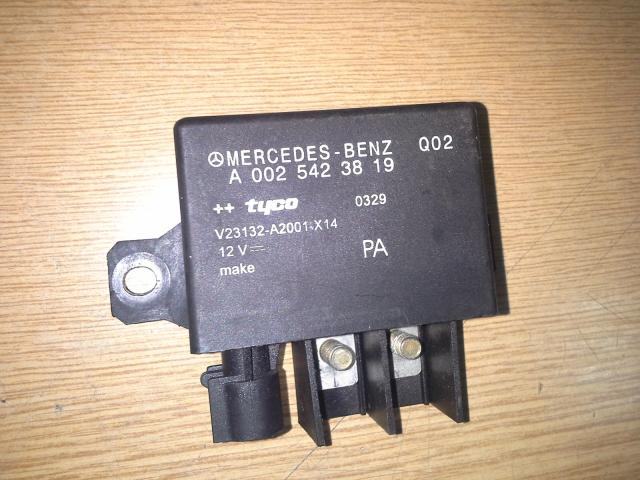 MERCEDES-BENZ Q02
A 002 542 38 19
++ tyco 0329
V23132-A2001-X14
12 V
PA
make